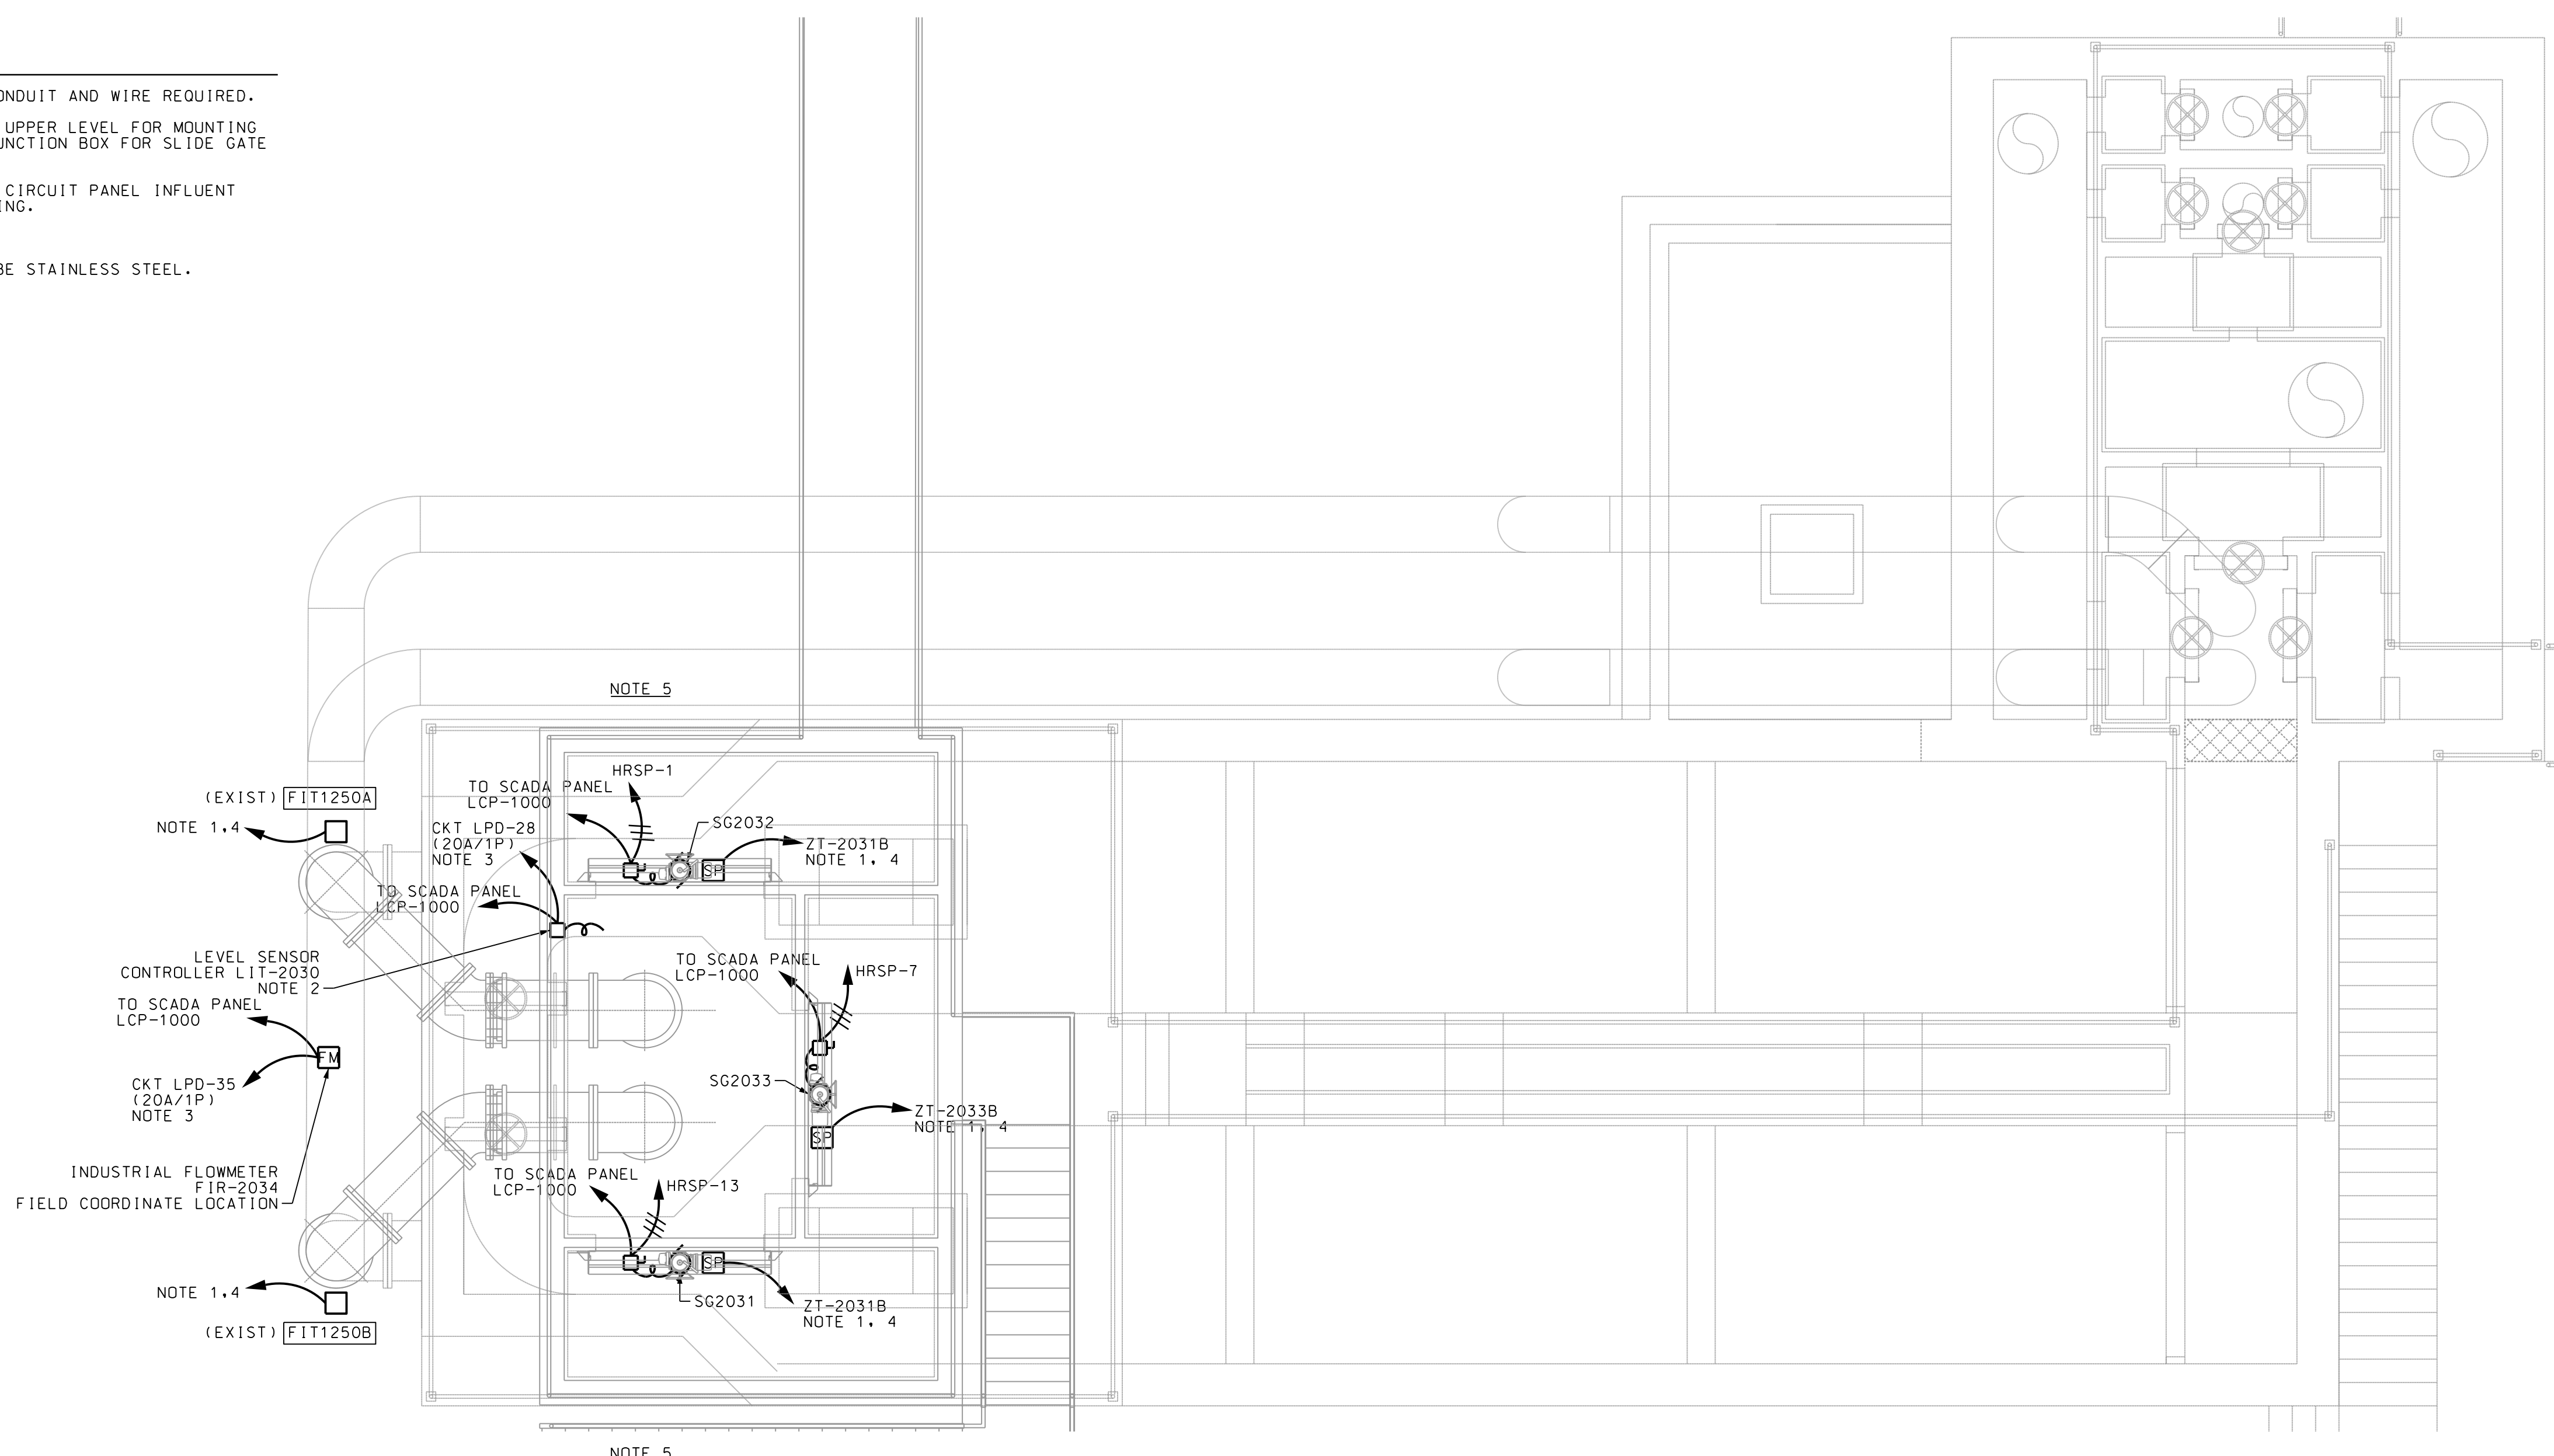 ONDUIT AND WIRE REQUIRED.
UPPER LEVEL FOR MOUNTING
UNCTION BOX FOR SLIDE GATE
CIRCUIT PANEL INFLUENT
ING.
BE STAINLESS STEEL.
NOTE 5
HRSP-1
TO SCADA PANEL
LCP-1000
(EXIST) FIT1250A
NOTE 1,4
CKT LPD-28
(20A/1P)
NOTE 3
SG2032
ZT-2031B
NOTE 1, 4
SP
TO SCADA PANEL
LCP-1000
LEVEL SENSOR
CONTROLLER LIT-2030
NOTE 2
TO SCADA PANEL
LCP-1000
HRSP-7
TO SCADA PANEL
LCP-1000
FM
CKT LPD-35
(20A/1P)
NOTE 3
SG2033
ZT-2033B
NOTE 1, 4
SP
INDUSTRIAL FLOWMETER
FIR-2034
FIELD COORDINATE LOCATION
TO SCADA PANEL
LCP-1000
HRSP-13
SP
NOTE 1,4
SG2031
ZT-2031B
NOTE 1, 4
(EXIST) FIT1250B
NOTE 5